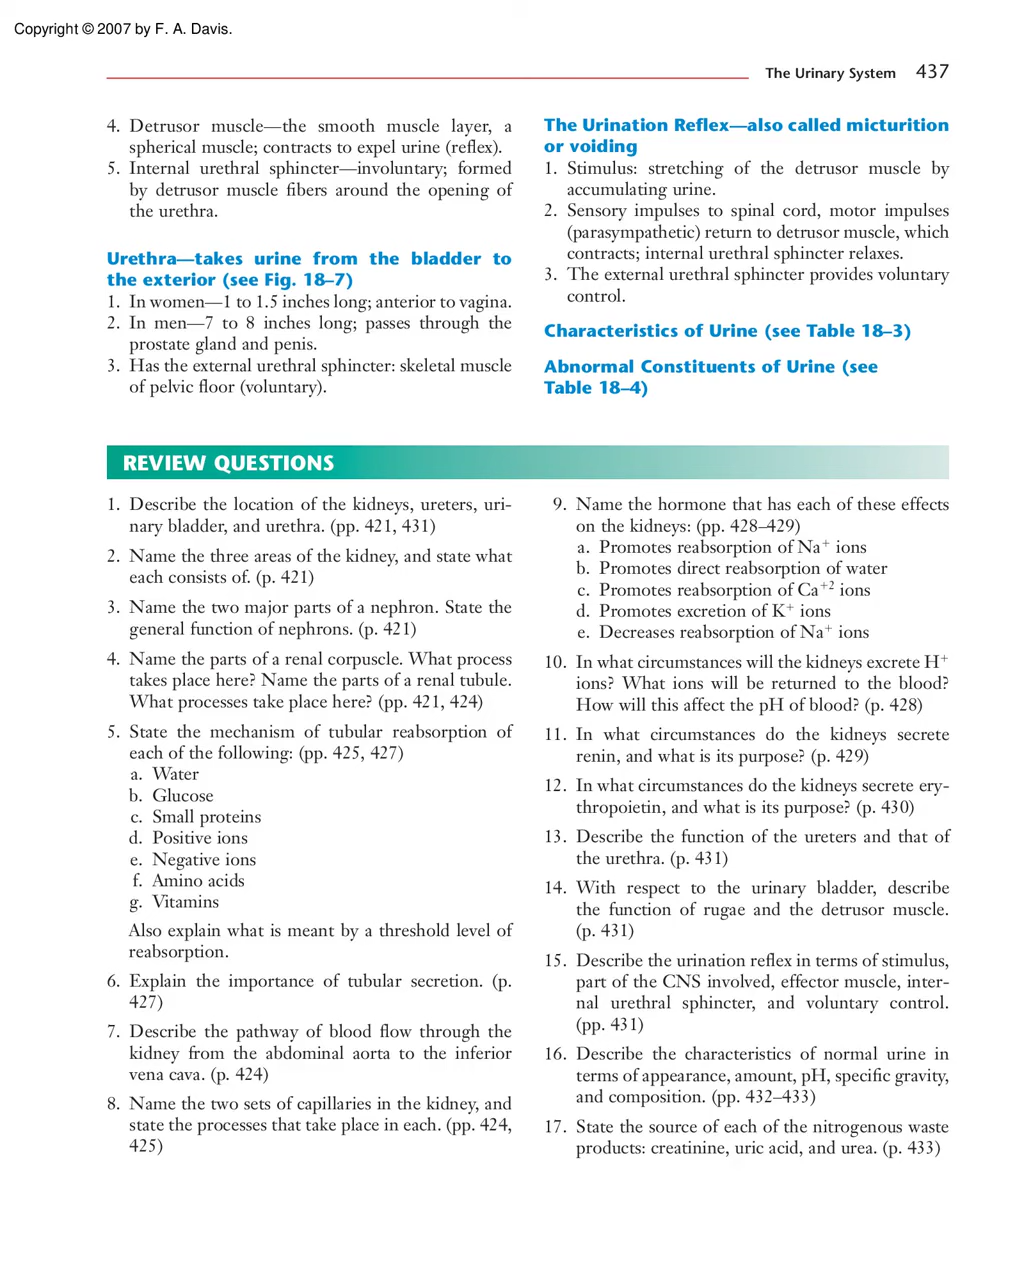 Copyright © 2007 by F. A. Davis.
The Urinary System 437
4. Detrusor muscle—the smooth muscle layer, a
spherical muscle; contracts to expel urine (reflex).
5. Internal urethral sphincter—involuntary; formed
by detrusor muscle fibers around the opening of
the urethra.
Urethra—takes urine from the bladder to
the exterior (see Fig. 18–7)
1. In women—1 to 1.5 inches long; anterior to vagina.
2. In men—7 to 8 inches long; passes through the
prostate gland and penis.
3. Has the external urethral sphincter: skeletal muscle
of pelvic floor (voluntary).
The Urination Reflex—also called micturition
or voiding
1. Stimulus: stretching of the detrusor muscle by
accumulating urine.
2. Sensory impulses to spinal cord, motor impulses
(parasympathetic) return to detrusor muscle, which
contracts; internal urethral sphincter relaxes.
3. The external urethral sphincter provides voluntary
control.
Characteristics of Urine (see Table 18–3)
Abnormal Constituents of Urine (see
Table 18–4)
REVIEW QUESTIONS
1. Describe the location of the kidneys, ureters, uri-
nary bladder, and urethra. (pp. 421, 431)
2. Name the three areas of the kidney, and state what
each consists of. (p. 421)
3. Name the two major parts of a nephron. State the
general function of nephrons. (p. 421)
4. Name the parts of a renal corpuscle. What process
takes place here? Name the parts of a renal tubule.
What processes take place here? (pp. 421, 424)
5. State the mechanism of tubular reabsorption of
each of the following: (pp. 425, 427)
a. Water
b. Glucose
c. Small proteins
d. Positive ions
e. Negative ions
f. Amino acids
g. Vitamins
Also explain what is meant by a threshold level of
reabsorption.
6. Explain the importance of tubular secretion. (p.
427)
7. Describe the pathway of blood flow through the
kidney from the abdominal aorta to the inferior
vena cava. (p. 424)
8. Name the two sets of capillaries in the kidney, and
state the processes that take place in each. (pp. 424,
425)
9. Name the hormone that has each of these effects
on the kidneys: (pp. 428–429)
a. Promotes reabsorption of Na⁺ ions
b. Promotes direct reabsorption of water
c. Promotes reabsorption of Ca⁺² ions
d. Promotes excretion of K⁺ ions
e. Decreases reabsorption of Na⁺ ions
10. In what circumstances will the kidneys excrete H⁺
ions? What ions will be returned to the blood?
How will this affect the pH of blood? (p. 428)
11. In what circumstances do the kidneys secrete
renin, and what is its purpose? (p. 429)
12. In what circumstances do the kidneys secrete ery-
thropoietin, and what is its purpose? (p. 430)
13. Describe the function of the ureters and that of
the urethra. (p. 431)
14. With respect to the urinary bladder, describe
the function of rugae and the detrusor muscle.
(p. 431)
15. Describe the urination reflex in terms of stimulus,
part of the CNS involved, effector muscle, inter-
nal urethral sphincter, and voluntary control.
(pp. 431)
16. Describe the characteristics of normal urine in
terms of appearance, amount, pH, specific gravity,
and composition. (pp. 432–433)
17. State the source of each of the nitrogenous waste
products: creatinine, uric acid, and urea. (p. 433)